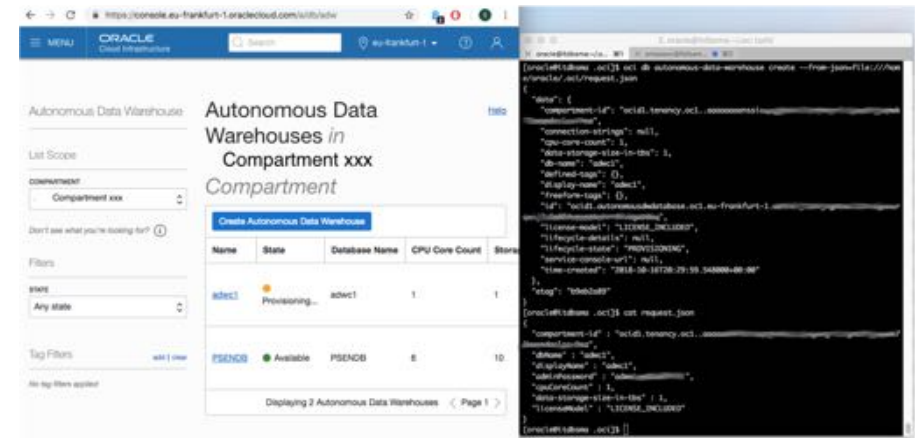 https://console.eu-frankfurt-1.oraclecloud.com/a/db/adw
MENU
ORACLE
Cloud Infrastructure
Search
eu-frankfurt-1
Autonomous Data Warehouse
List Scope
COMPARTMENT
Compartment xxx
Don't see what you're looking for?
Filters
STATE
Any state
Tag Filters
add | clear
No tag filters applied
Autonomous Data
Warehouses in
Compartment xxx
Compartment
Help
Create Autonomous Data Warehouse
Name State Database Name CPU Core Count Stora
adwc1 Provisioning... adwc1 1 1
PSENDB Available PSENDB 8 10
Displaying 2 Autonomous Data Warehouses < Page 1 >
.oci]$ oci db autonomous-data-warehouse create --from-json=file:///hom
e/oracle/.oci/request.json
{
"data": {
"compartment-id": "ocid1.tenancy.oc1..
"connection-strings": null,
"cpu-core-count": 1,
"data-storage-size-in-tbs": 1,
"db-name": "adwc1",
"defined-tags": {},
"display-name": "adwc1",
"freeform-tags": {},
"id": "ocid1.autonomousdwdatabase.oc1.eu-frankfurt-1.
"license-model": "LICENSE_INCLUDED",
"lifecycle-details": null,
"lifecycle-state": "PROVISIONING",
"service-console-url": null,
"time-created": "2018-10-16T20:29:59.548000+00:00"
},
"etag": "b9eb2a89"
}
.oci]$ cat request.json
{
"compartment-id" : "ocid1.tenancy.oc1..
"dbName" : "adwc1",
"displayName" : "adwc1",
"adminPassword" :
"cpuCoreCount" : 1,
"data-storage-size-in-tbs" : 1,
"licenseModel" : "LICENSE_INCLUDED"
}
.oci]$